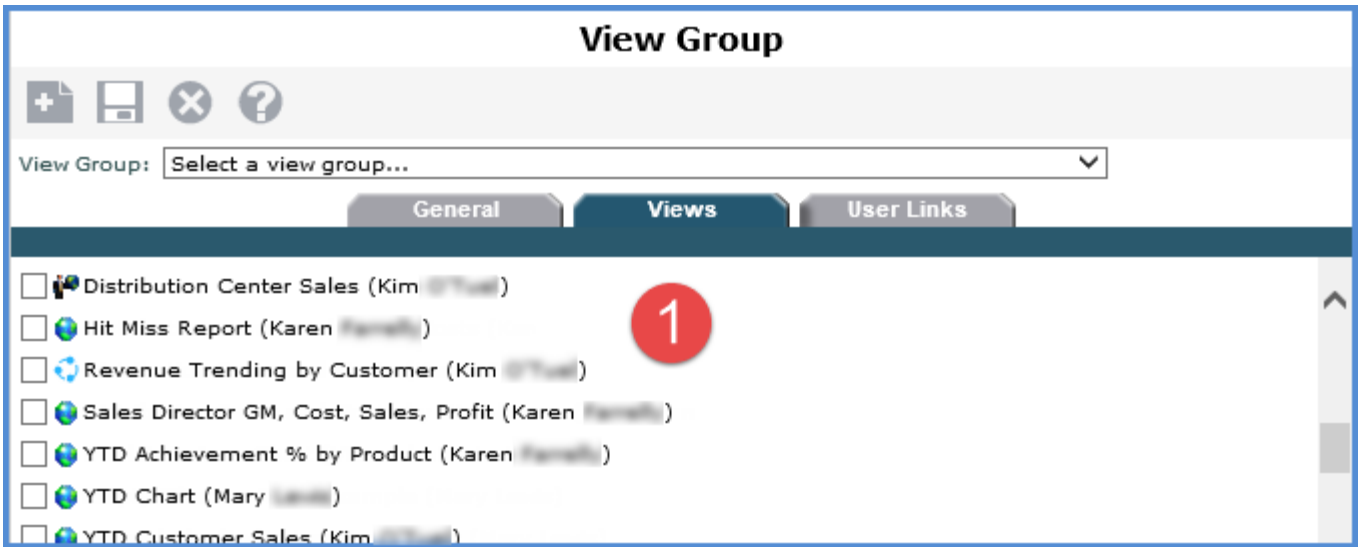 View Group
View Group: Select a view group...
General Views User Links
Distribution Center Sales (Kim )
1
Hit Miss Report (Karen )
Revenue Trending by Customer (Kim )
Sales Director GM, Cost, Sales, Profit (Karen )
YTD Achievement % by Product (Karen )
YTD Chart (Mary )
YTD Customer Sales (Kim )